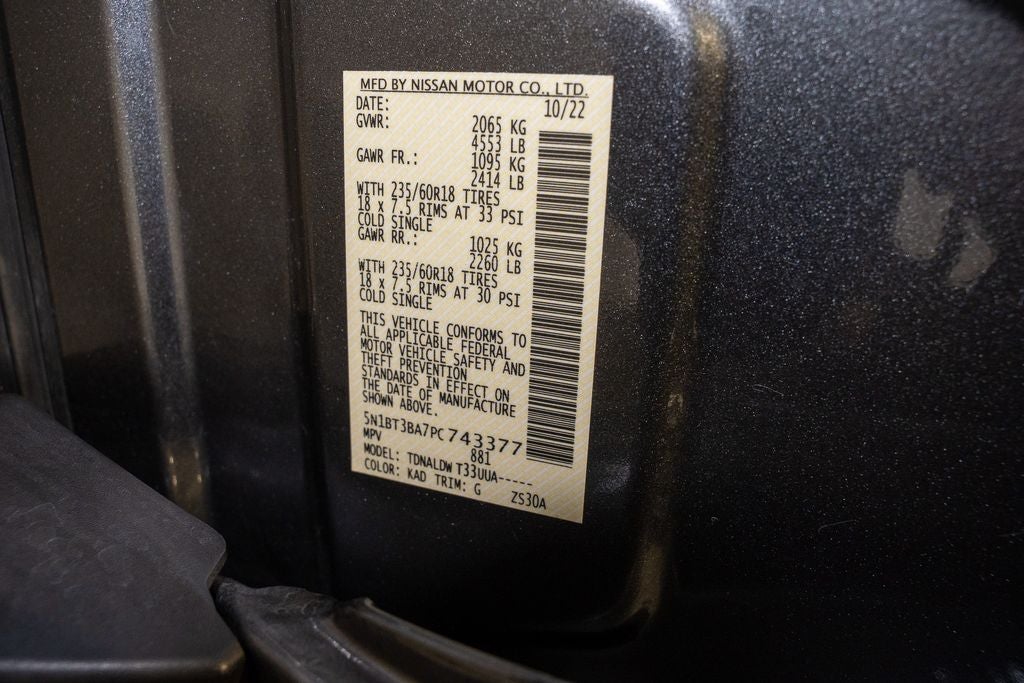 MFD BY NISSAN MOTOR CO., LTD.
DATE: 10/22
GVWR: 2065 KG
4553 LB
GAWR FR.: 1095 KG
2414 LB
WITH 235/60R18 TIRES
18 x 7.5 RIMS AT 33 PSI
COLD SINGLE
GAWR RR.: 1025 KG
2260 LB
WITH 235/60R18 TIRES
18 x 7.5 RIMS AT 30 PSI
COLD SINGLE
THIS VEHICLE CONFORMS TO
ALL APPLICABLE FEDERAL
MOTOR VEHICLE SAFETY AND
THEFT PREVENTION
STANDARDS IN EFFECT ON
THE DATE OF MANUFACTURE
SHOWN ABOVE.
5N1BT3BA7PC743377
MPV 881
MODEL: TDNALDW T33UUA-----
COLOR: KAD TRIM: G ZS30A